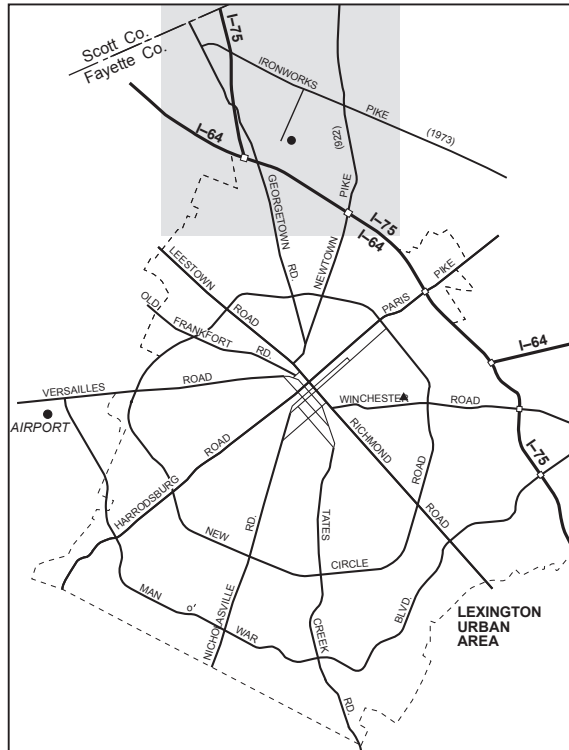 Scott Co.
Fayette Co.
I–75
IRONWORKS
PIKE
(1973)
I–64
(922)
PIKE
NEWTOWN
GEORGETOWN
RD.
I–75
I–64
LEESTOWN
ROAD
PARIS
PIKE
OLD
FRANKFORT
RD.
I–64
VERSAILLES
ROAD
AIRPORT
WINCHESTER
ROAD
RICHMOND
ROAD
I–75
HARRODSBURG
ROAD
ROAD
NEW
CIRCLE
RD.
NICHOLASVILLE
TATES
CREEK
RD.
MAN
o'
WAR
BLVD.
LEXINGTON
URBAN
AREA